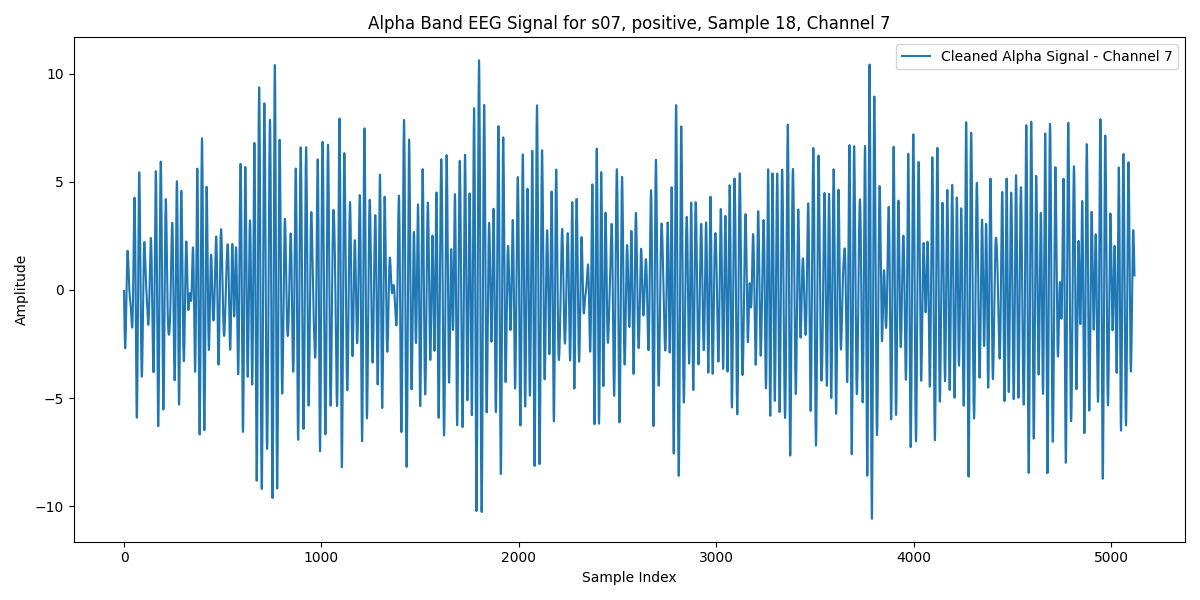 Alpha Band EEG Signal for s07, positive, Sample 18, Channel 7
Cleaned Alpha Signal - Channel 7
10
5
0
−5
−10
Amplitude
0 1000 2000 3000 4000 5000
Sample Index